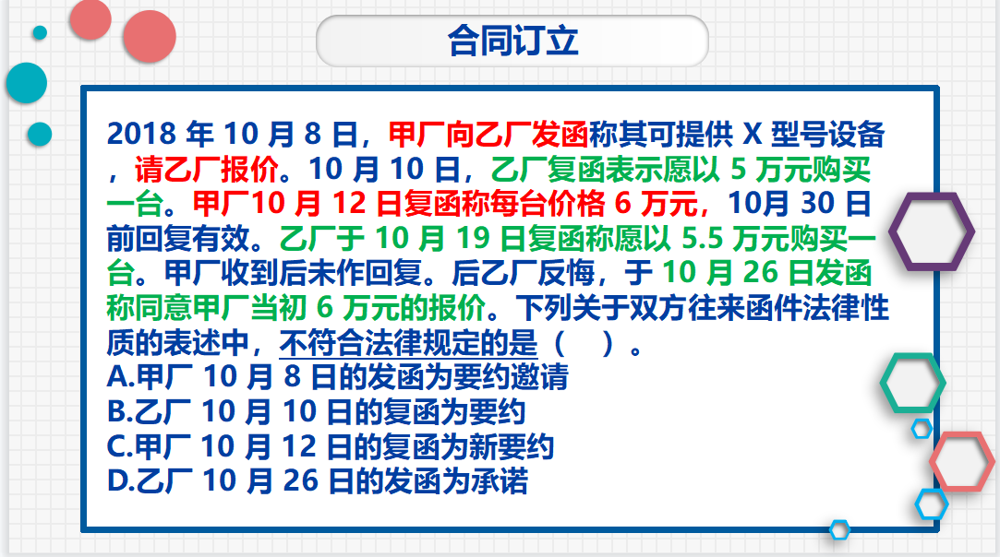 合同订立
2018 年 10 月 8 日，甲厂向乙厂发函称其可提供 X 型号设备
，请乙厂报价。10 月 10 日，乙厂复函表示愿以 5 万元购买
一台。甲厂10 月 12 日复函称每台价格 6 万元，10月 30 日
前回复有效。乙厂于 10 月 19 日复函称愿以 5.5 万元购买一
台。甲厂收到后未作回复。后乙厂反悔，于 10 月 26 日发函
称同意甲厂当初 6 万元的报价。下列关于双方往来函件法律性
质的表述中，不符合法律规定的是（ ）。
A.甲厂 10 月 8 日的发函为要约邀请
B.乙厂 10 月 10 日的复函为要约
C.甲厂 10 月 12 日的复函为新要约
D.乙厂 10 月 26 日的发函为承诺